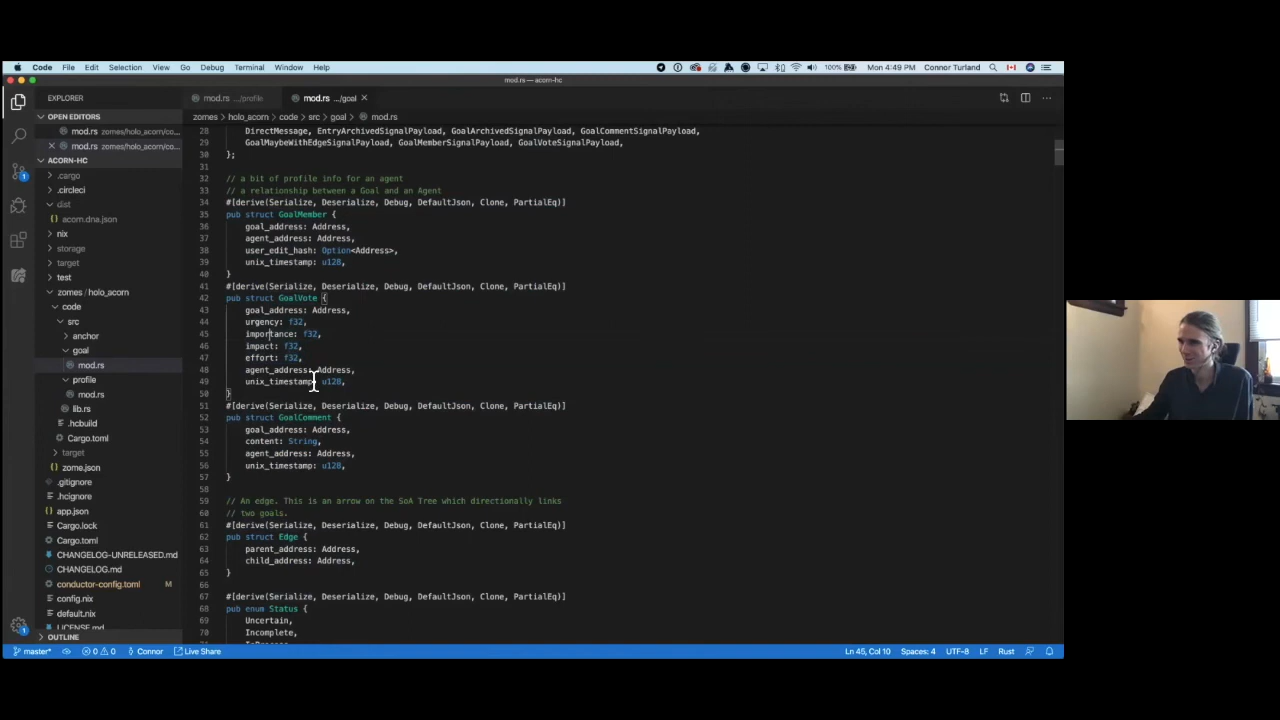 Code File Edit Selection View Go Debug Terminal Window Help 100% Mon 4:49 PM Connor Turland
mod.rs — acorn-hc
EXPLORER
mod.rs .../profile
mod.rs .../goal
OPEN EDITORS
mod.rs zomes/holo_acorn/co...
mod.rs zomes/holo_acorn/co...
ACORN-HC
.cargo
.circleci
dist
acorn.dna.json
nix
storage
target
test
zomes / holo_acorn
code
src
anchor
goal
mod.rs
profile
mod.rs
lib.rs
.hcbuild
Cargo.toml
target
zome.json
.gitignore
.hcignore
app.json
Cargo.lock
Cargo.toml
CHANGELOG-UNRELEASED.md
CHANGELOG.md
conductor-config.toml M
config.nix
default.nix
LICENSE.md
OUTLINE
zomes > holo_acorn > code > src > goal > mod.rs
28 DirectMessage, EntryArchivedSignalPayload, GoalArchivedSignalPayload, GoalCommentSignalPayload,
29 GoalMaybeWithEdgeSignalPayload, GoalMemberSignalPayload, GoalVoteSignalPayload,
30 };
31
32 // a bit of profile info for an agent
33 // a relationship between a Goal and an Agent
34 #[derive(Serialize, Deserialize, Debug, DefaultJson, Clone, PartialEq)]
35 pub struct GoalMember {
36 goal_address: Address,
37 agent_address: Address,
38 user_edit_hash: Option<Address>,
39 unix_timestamp: u128,
40 }
41 #[derive(Serialize, Deserialize, Debug, DefaultJson, Clone, PartialEq)]
42 pub struct GoalVote {
43 goal_address: Address,
44 urgency: f32,
45 importance: f32,
46 impact: f32,
47 effort: f32,
48 agent_address: Address,
49 unix_timestamp: u128,
50 }
51 #[derive(Serialize, Deserialize, Debug, DefaultJson, Clone, PartialEq)]
52 pub struct GoalComment {
53 goal_address: Address,
54 content: String,
55 agent_address: Address,
56 unix_timestamp: u128,
57 }
58
59 // An edge. This is an arrow on the SoA Tree which directionally links
60 // two goals.
61 #[derive(Serialize, Deserialize, Debug, DefaultJson, Clone, PartialEq)]
62 pub struct Edge {
63 parent_address: Address,
64 child_address: Address,
65 }
66
67 #[derive(Serialize, Deserialize, Debug, DefaultJson, Clone, PartialEq)]
68 pub enum Status {
69 Uncertain,
70 Incomplete,
master* 0 0 Connor Live Share Ln 45, Col 10 Spaces: 4 UTF-8 LF Rust